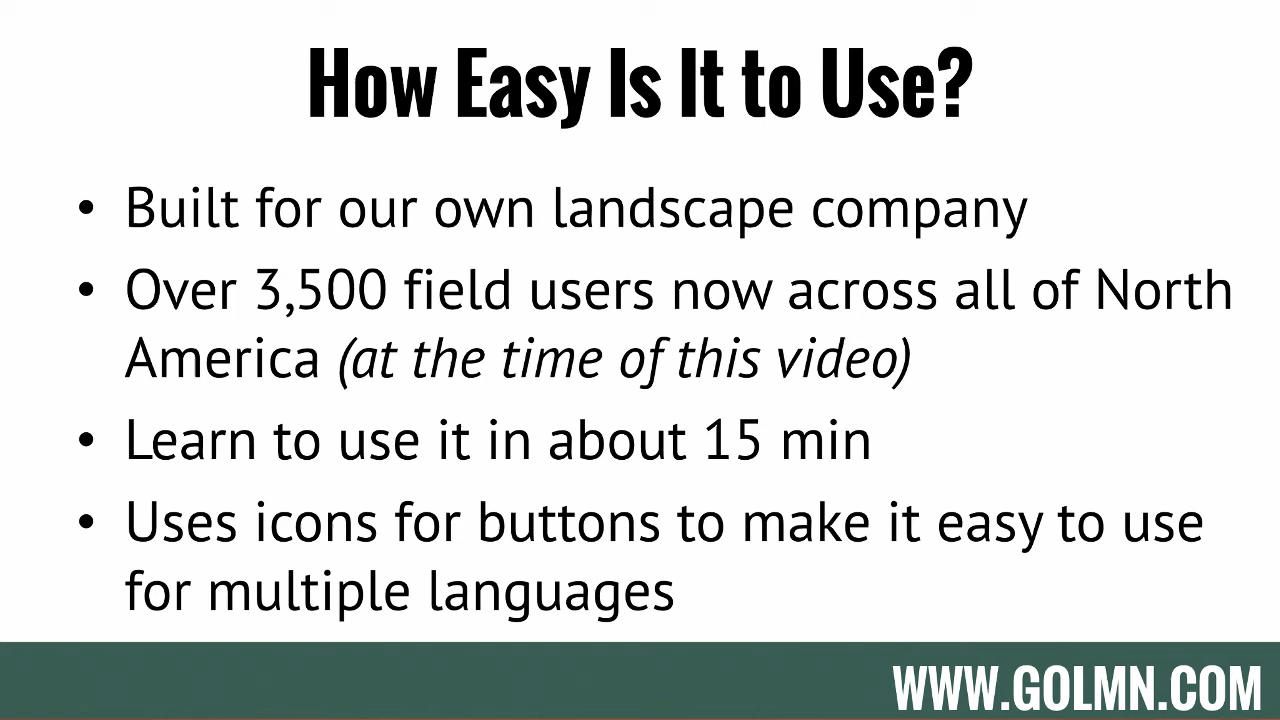 How Easy Is It to Use?
• Built for our own landscape company
• Over 3,500 field users now across all of North
America (at the time of this video)
• Learn to use it in about 15 min
• Uses icons for buttons to make it easy to use
for multiple languages
WWW.GOLMN.COM